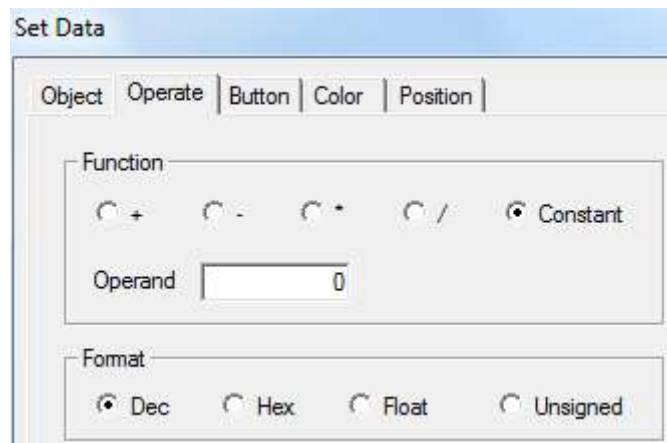 Set Data
Object Operate Button Color Position
Function
+ - * / Constant
Operand 0
Format
Dec Hex Float Unsigned